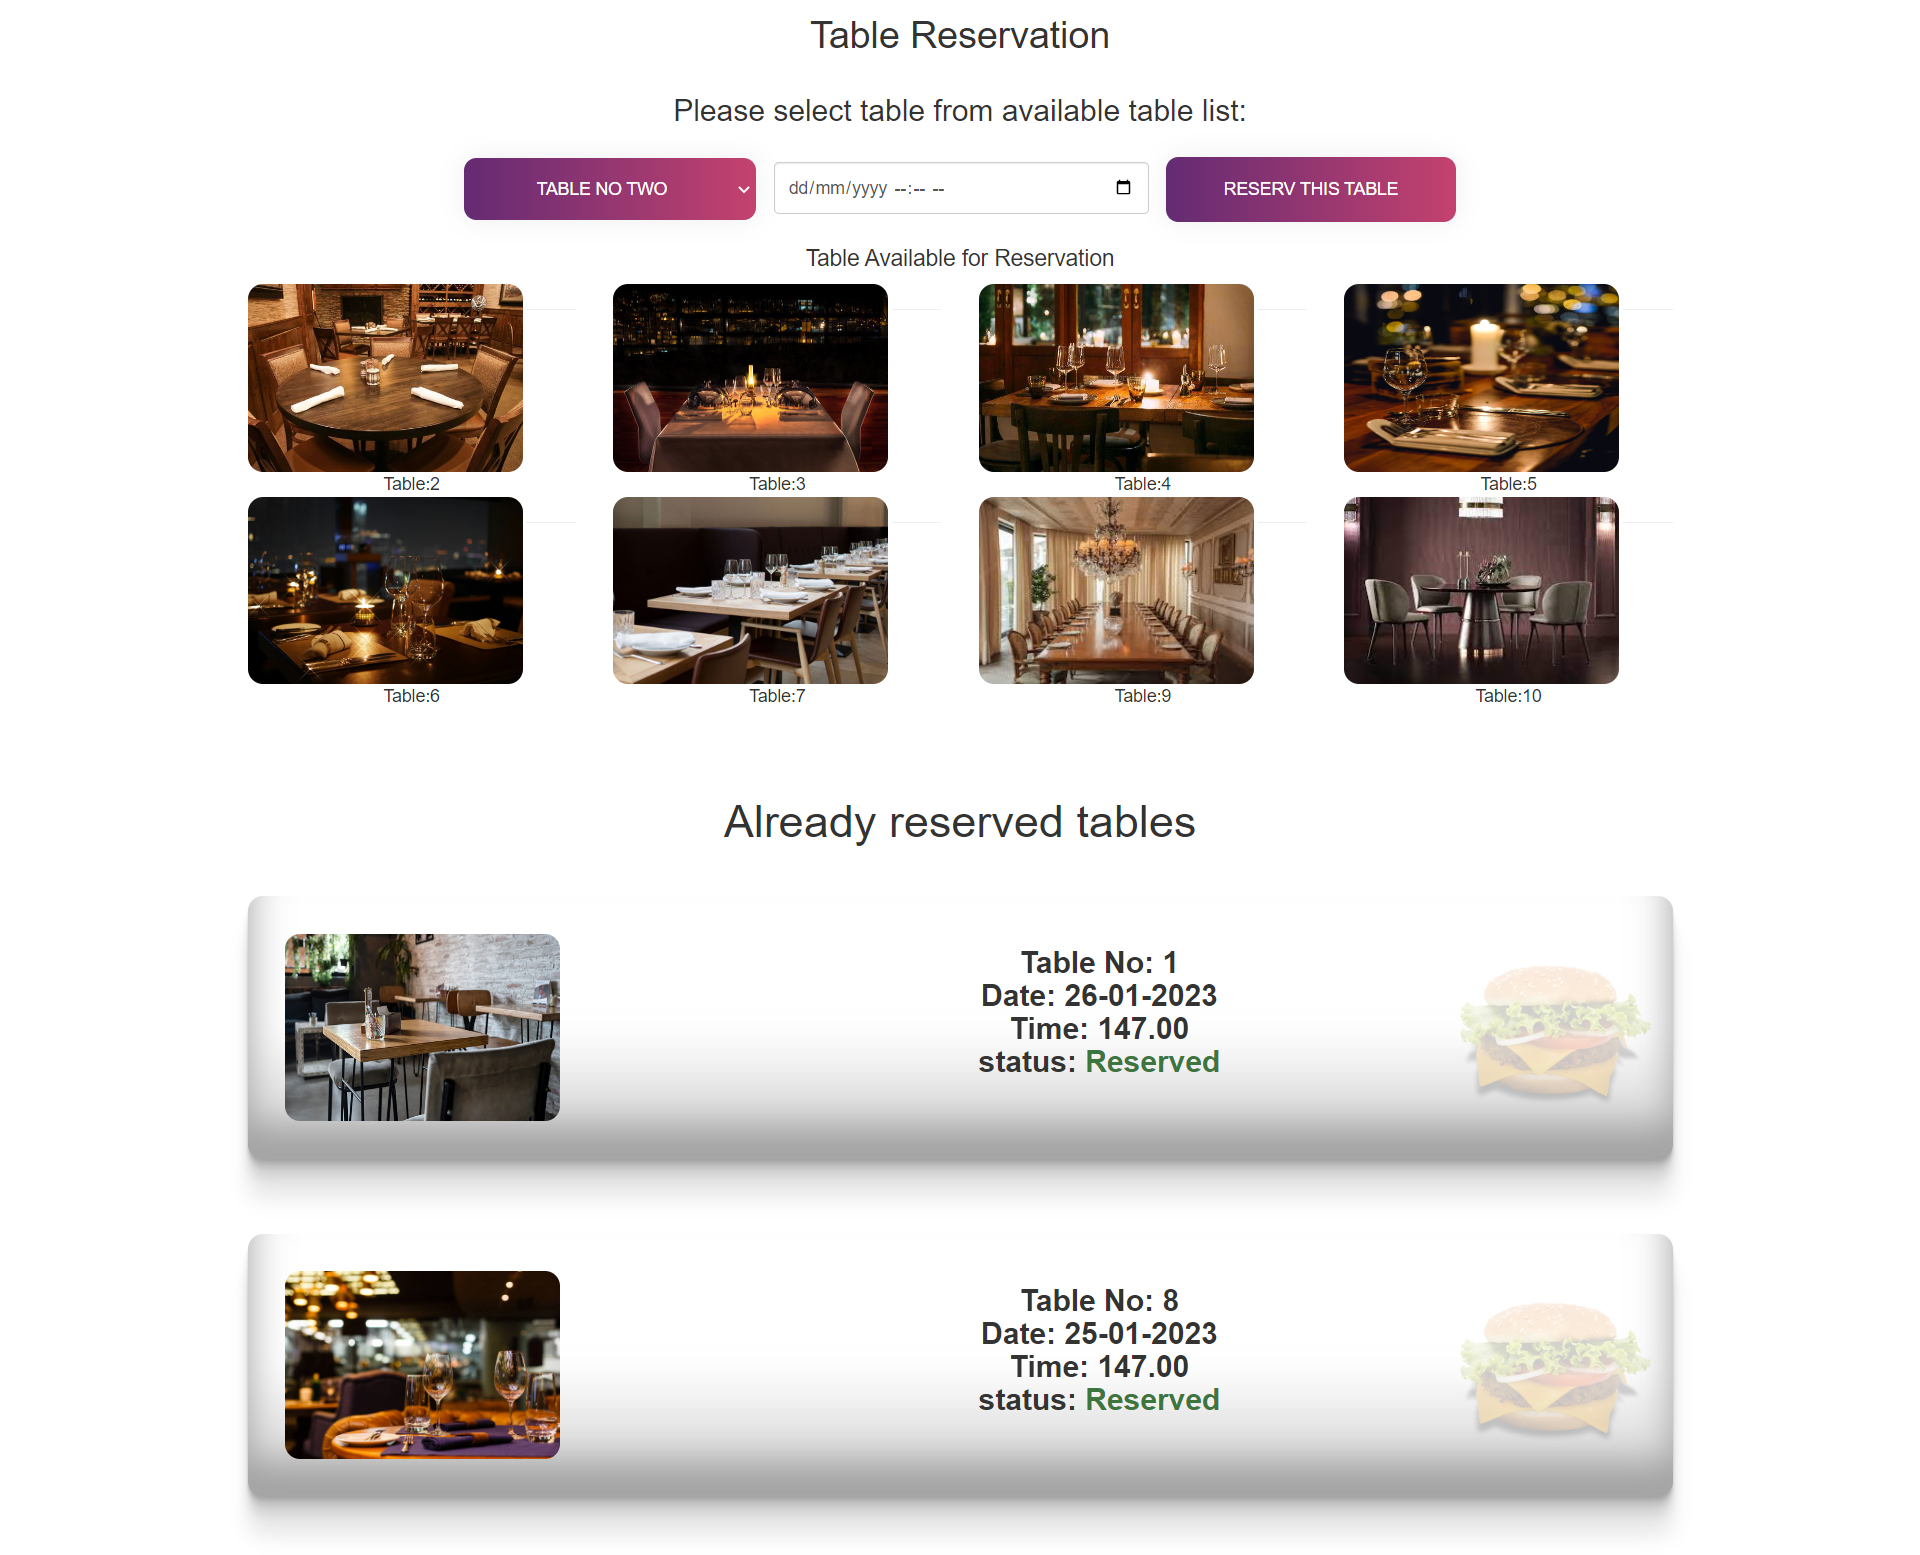 Table Reservation
Please select table from available table list:
TABLE NO TWO
dd/mm/yyyy --:-- --
RESERV THIS TABLE
Table Available for Reservation
Table:2
Table:3
Table:4
Table:5
Table:6
Table:7
Table:9
Table:10
Already reserved tables
Table No: 1
Date: 26-01-2023
Time: 147.00
status: Reserved
Table No: 8
Date: 25-01-2023
Time: 147.00
status: Reserved